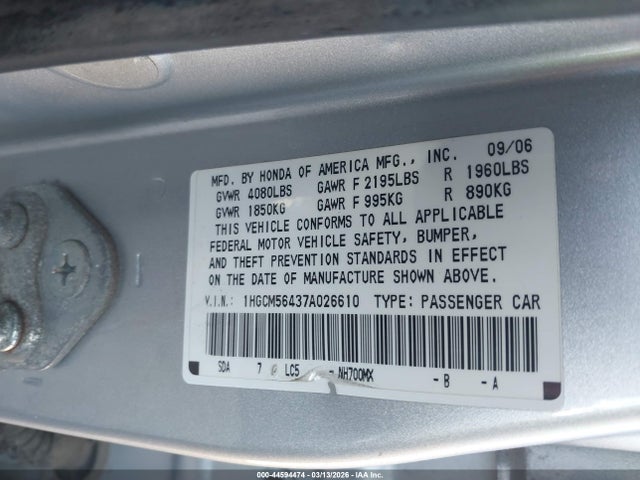 09/06
MFD. BY HONDA OF AMERICA MFG., INC.
GVWR 4080LBS GAWR F 2195LBS R 1960LBS
GVWR 1850KG GAWR F 995KG R 890KG
THIS VEHICLE CONFORMS TO ALL APPLICABLE
FEDERAL MOTOR VEHICLE SAFETY, BUMPER,
AND THEFT PREVENTION STANDARDS IN EFFECT
ON THE DATE OF MANUFACTURE SHOWN ABOVE.
V.I.N.: 1HGCM56437A026610 TYPE: PASSENGER CAR
SDA 7 @ LC5 - NH700MX - B - A
00-44594474 | 03/13/2026 | IAA Inc.